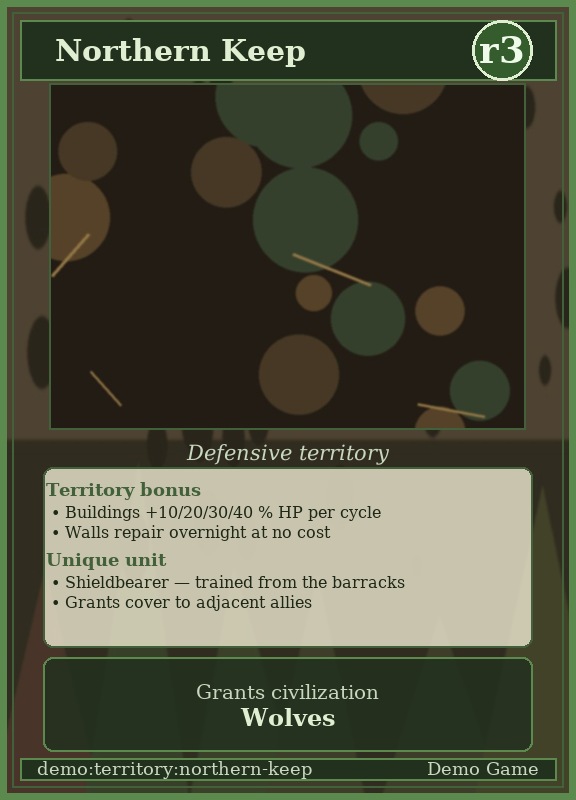 Northern Keep
r3
Defensive territory
Territory bonus
• Buildings +10/20/30/40 % HP per cycle
• Walls repair overnight at no cost
Unique unit
• Shieldbearer — trained from the barracks
• Grants cover to adjacent allies
Grants civilization
Wolves
demo:territory:northern-keep
Demo Game